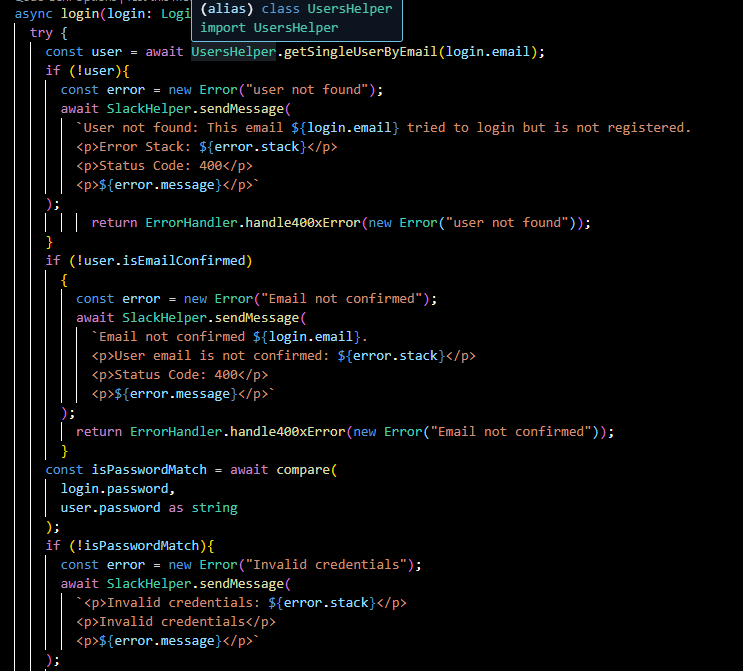 async login(login: Logi
(alias) class UsersHelper
import UsersHelper
try {
const user = await UsersHelper.getSingleUserByEmail(login.email);
if (!user){
const error = new Error("user not found");
await SlackHelper.sendMessage(
`User not found: This email ${login.email} tried to login but is not registered.
<p>Error Stack: ${error.stack}</p>
<p>Status Code: 400</p>
<p>${error.message}</p>`
);
return ErrorHandler.handle400xError(new Error("user not found"));
}
if (!user.isEmailConfirmed)
{
const error = new Error("Email not confirmed");
await SlackHelper.sendMessage(
`Email not confirmed ${login.email}.
<p>User email is not confirmed: ${error.stack}</p>
<p>Status Code: 400</p>
<p>${error.message}</p>`
);
return ErrorHandler.handle400xError(new Error("Email not confirmed"));
}
const isPasswordMatch = await compare(
login.password,
user.password as string
);
if (!isPasswordMatch){
const error = new Error("Invalid credentials");
await SlackHelper.sendMessage(
`<p>Invalid credentials: ${error.stack}</p>
<p>Invalid credentials</p>
<p>${error.message}</p>`
);